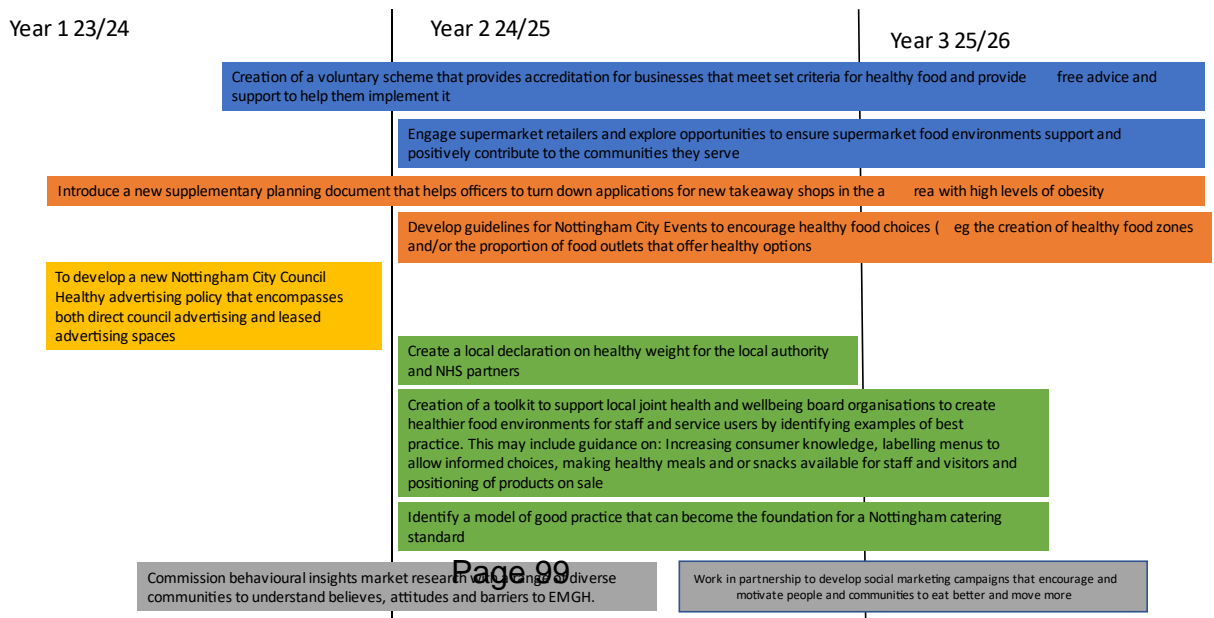 Year 1 23/24
Year 2 24/25
Year 3 25/26
Creation of a voluntary scheme that provides accreditation for businesses that meet set criteria for healthy food and provide free advice and
support to help them implement it
Engage supermarket retailers and explore opportunities to ensure supermarket food environments support and
positively contribute to the communities they serve
Introduce a new supplementary planning document that helps officers to turn down applications for new takeaway shops in the a rea with high levels of obesity
Develop guidelines for Nottingham City Events to encourage healthy food choices ( eg the creation of healthy food zones
and/or the proportion of food outlets that offer healthy options
To develop a new Nottingham City Council
Healthy advertising policy that encompasses
both direct council advertising and leased
advertising spaces
Create a local declaration on healthy weight for the local authority
and NHS partners
Creation of a toolkit to support local joint health and wellbeing board organisations to create
healthier food environments for staff and service users by identifying examples of best
practice. This may include guidance on: Increasing consumer knowledge, labelling menus to
allow informed choices, making healthy meals and or snacks available for staff and visitors and
positioning of products on sale
Identify a model of good practice that can become the foundation for a Nottingham catering
standard
Commission behavioural insights market research with a range of diverse
communities to understand believes, attitudes and barriers to EMGH.
Page 99
Work in partnership to develop social marketing campaigns that encourage and
motivate people and communities to eat better and move more